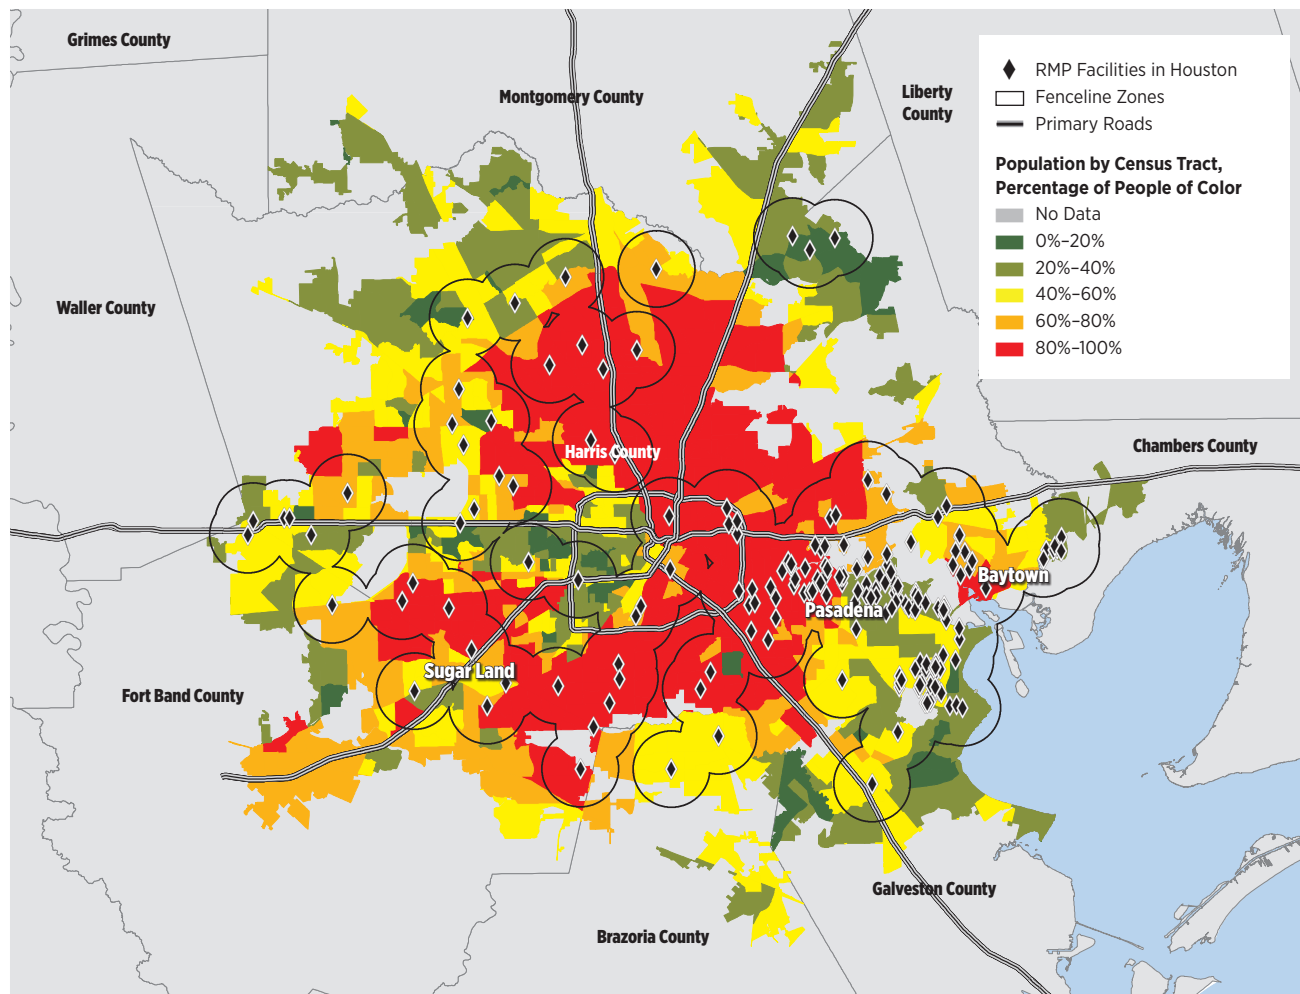 Grimes County
Montgomery County
Liberty
County
RMP Facilities in Houston
Fenceline Zones
Primary Roads
Population by Census Tract,
Percentage of People of Color
No Data
0%–20%
20%–40%
40%–60%
60%–80%
80%–100%
Waller County
Harris County
Chambers County
Baytown
Pasadena
Sugar Land
Fort Band County
Galveston County
Brazoria County